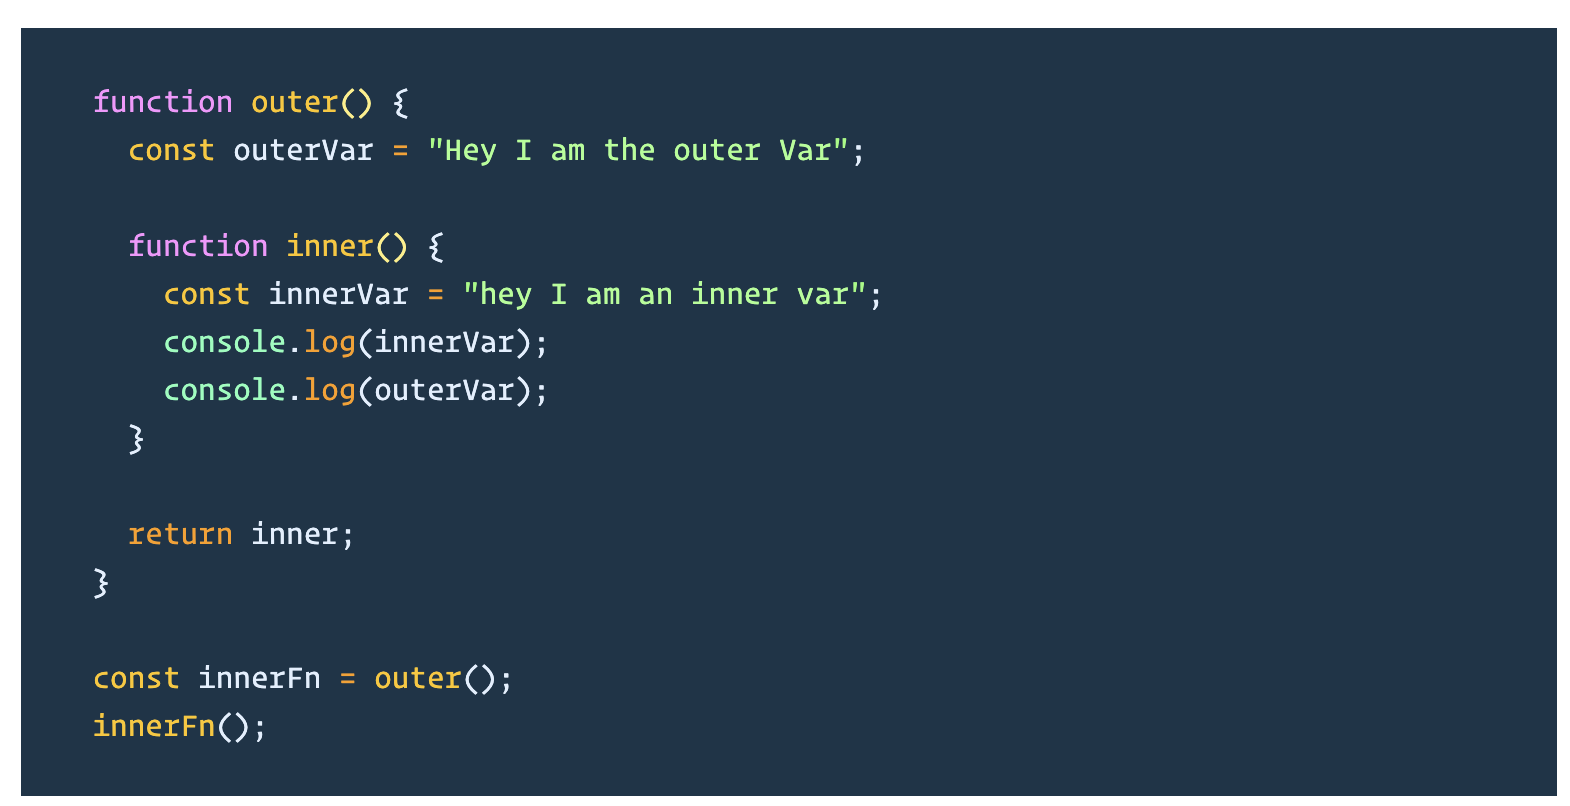 function outer() {
  const outerVar = "Hey I am the outer Var";

  function inner() {
    const innerVar = "hey I am an inner var";
    console.log(innerVar);
    console.log(outerVar);
  }

  return inner;
}

const innerFn = outer();
innerFn();